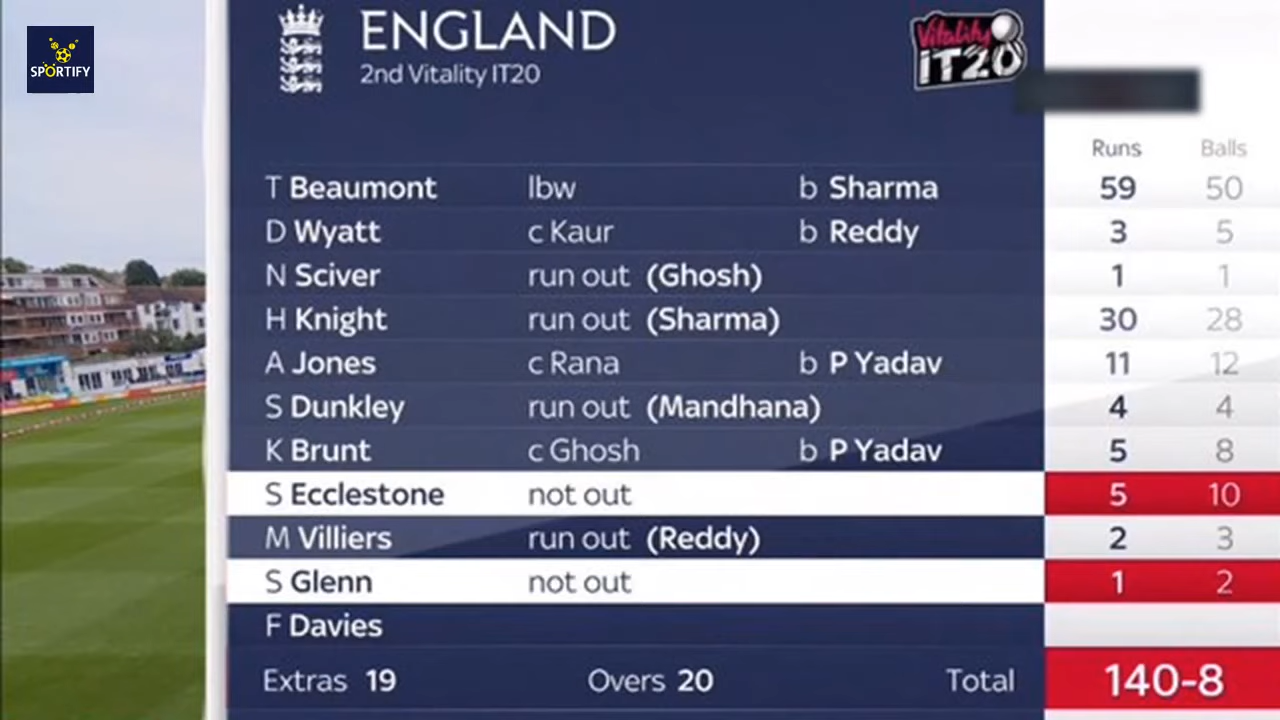 SPORTIFY
ENGLAND
2nd Vitality IT20
Vitality
IT20
Runs Balls
T Beaumont lbw b Sharma 59 50
D Wyatt c Kaur b Reddy 3 5
N Sciver run out (Ghosh) 1 1
H Knight run out (Sharma) 30 28
A Jones c Rana b P Yadav 11 12
S Dunkley run out (Mandhana) 4 4
K Brunt c Ghosh b P Yadav 5 8
S Ecclestone not out 5 10
M Villiers run out (Reddy) 2 3
S Glenn not out 1 2
F Davies
Extras 19 Overs 20 Total 140-8